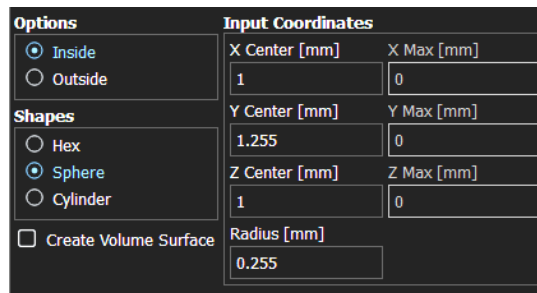 Options
Inside
Outside
Shapes
Hex
Sphere
Cylinder
Create Volume Surface
Input Coordinates
X Center [mm] X Max [mm]
1 0
Y Center [mm] Y Max [mm]
1.255 0
Z Center [mm] Z Max [mm]
1 0
Radius [mm]
0.255